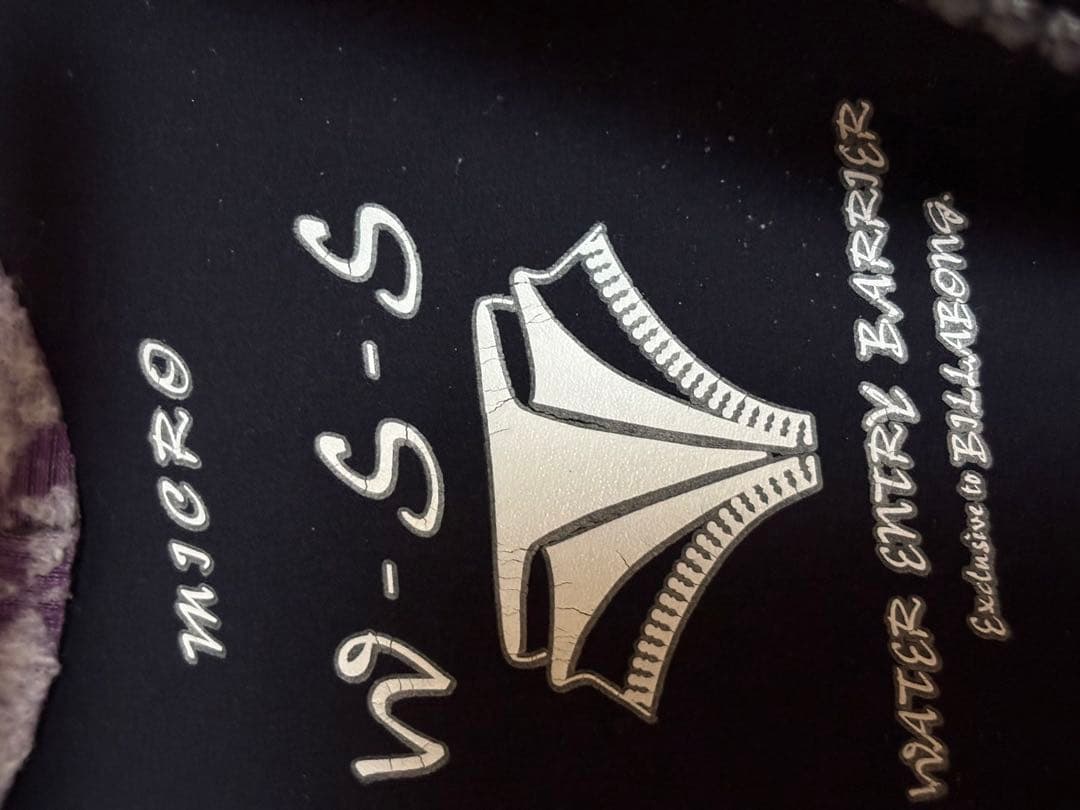 MICRO
W-S-S
WATER ENTRY BARRIER
Exclusive to BILLABONG.